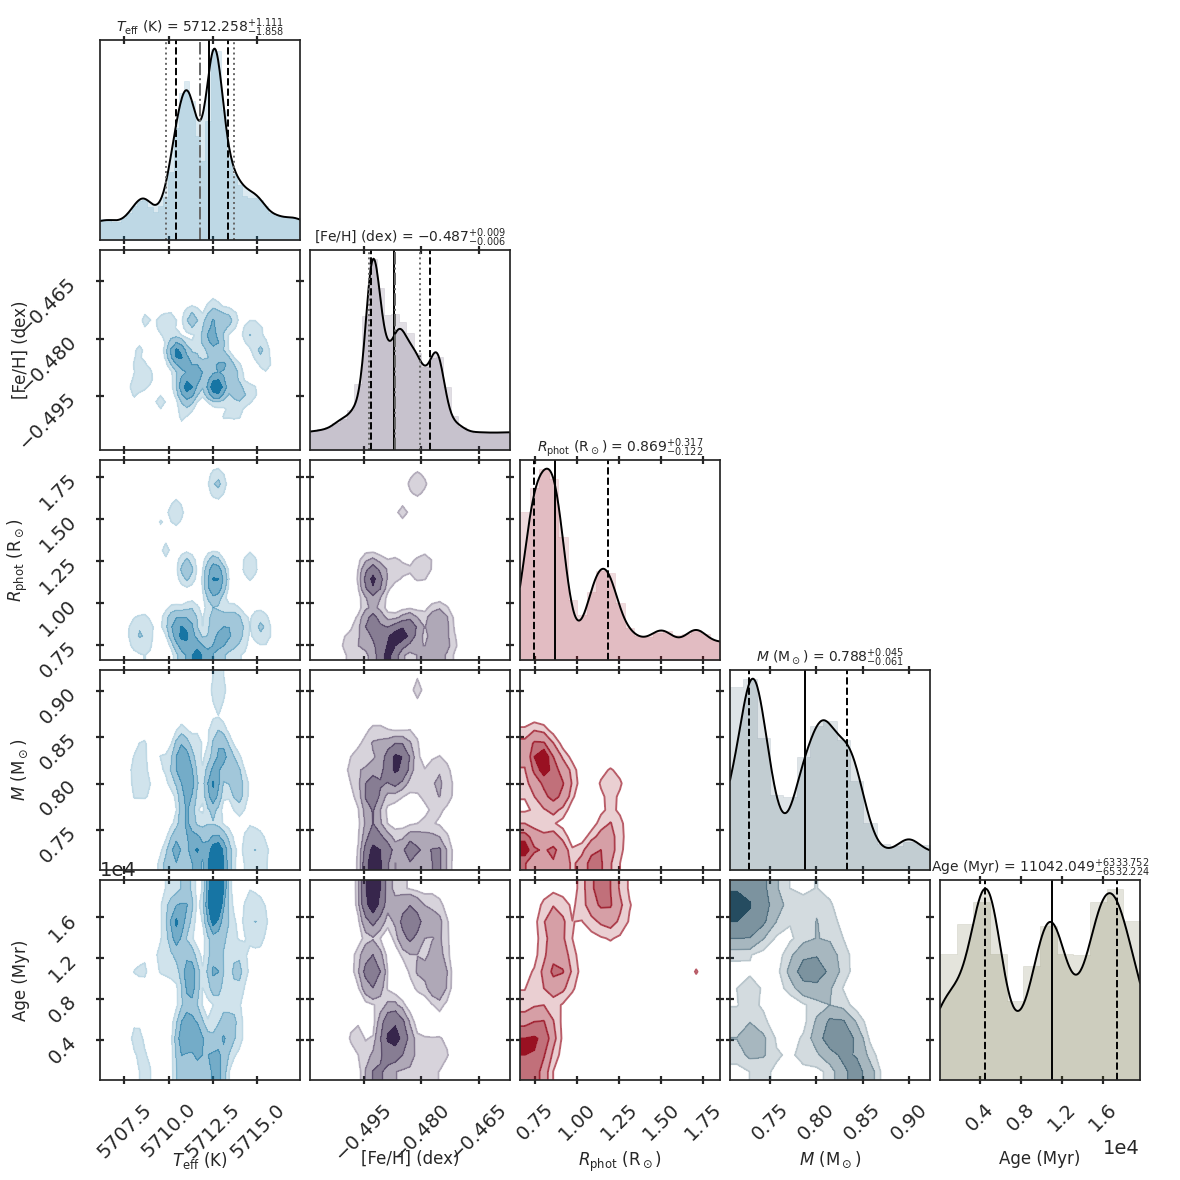 T_eff (K) = 5712.258 +1.111 −1.858
[Fe/H] (dex) = −0.487 +0.009 −0.006
R_phot (R⊙) = 0.869 +0.317 −0.122
M (M⊙) = 0.788 +0.045 −0.061
Age (Myr) = 11042.049 +6333.752 −6532.224
[Fe/H] (dex)
−0.465
−0.480
−0.495
R_phot (R⊙)
1.75
1.50
1.25
1.00
0.75
M (M⊙)
0.90
0.85
0.80
0.75
1e4
Age (Myr)
1.6
1.2
0.8
0.4
5707.5 5710.0 5712.5 5715.0
T_eff (K)
−0.495 −0.480 −0.465
[Fe/H] (dex)
0.75 1.00 1.25 1.50 1.75
R_phot (R⊙)
0.75 0.80 0.85 0.90
M (M⊙)
0.4 0.8 1.2 1.6
1e4
Age (Myr)